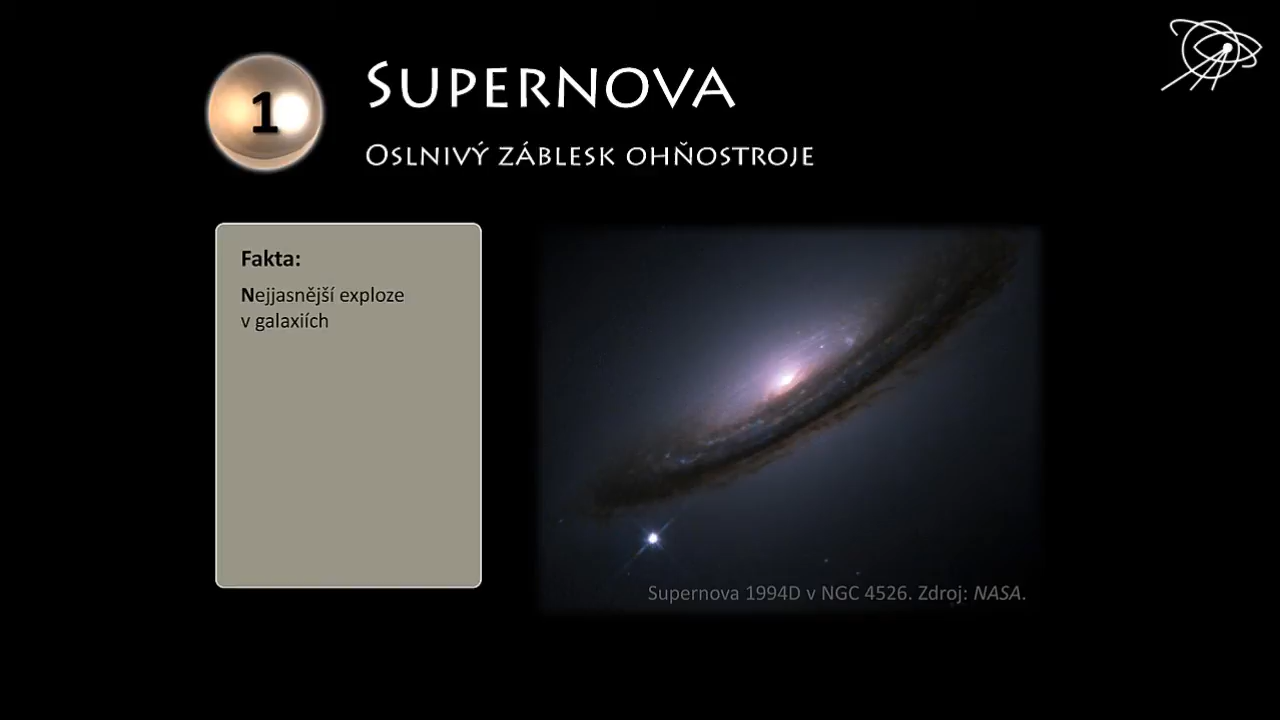 1
Supernova
Oslnivý záblesk ohňostroje
Fakta:
Nejjasnější exploze
v galaxiích
Supernova 1994D v NGC 4526. Zdroj: NASA.